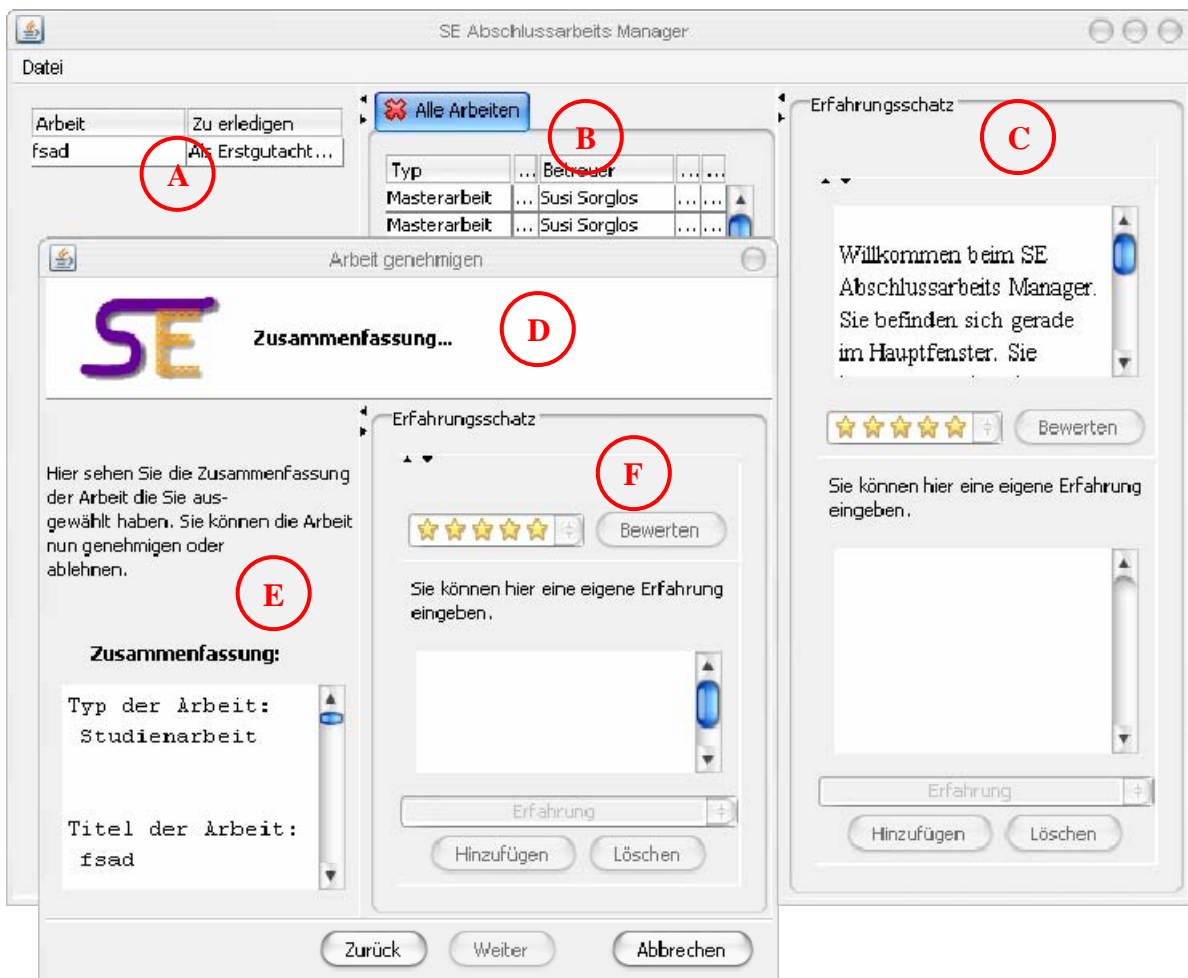 SE Abschlussarbeits Manager
Datei
Arbeit Zu erledigen
fsad Als Erstgutacht...
A
Alle Arbeiten
B
Typ ... Betreuer ... ...
Masterarbeit ... Susi Sorglos ... ...
Masterarbeit ... Susi Sorglos ... ...
Erfahrungsschatz
C
Willkommen beim SE
Abschlussarbeits Manager.
Sie befinden sich gerade
im Hauptfenster. Sie
Bewerten
Sie können hier eine eigene Erfahrung
eingeben.
Erfahrung
Hinzufügen Löschen
Arbeit genehmigen
SE
Zusammenfassung...
D
Hier sehen Sie die Zusammenfassung
der Arbeit die Sie aus-
gewählt haben. Sie können die Arbeit
nun genehmigen oder
ablehnen.
E
Zusammenfassung:
Typ der Arbeit:
Studienarbeit
Titel der Arbeit:
fsad
Erfahrungsschatz
F
Bewerten
Sie können hier eine eigene Erfahrung
eingeben.
Erfahrung
Hinzufügen Löschen
Zurück Weiter Abbrechen